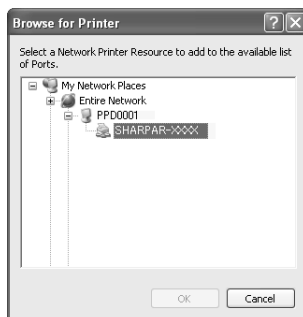 Browse for Printer
Select a Network Printer Resource to add to the available list
of Ports.
My Network Places
Entire Network
PPD0001
SHARPAR-XXXX
OK
Cancel